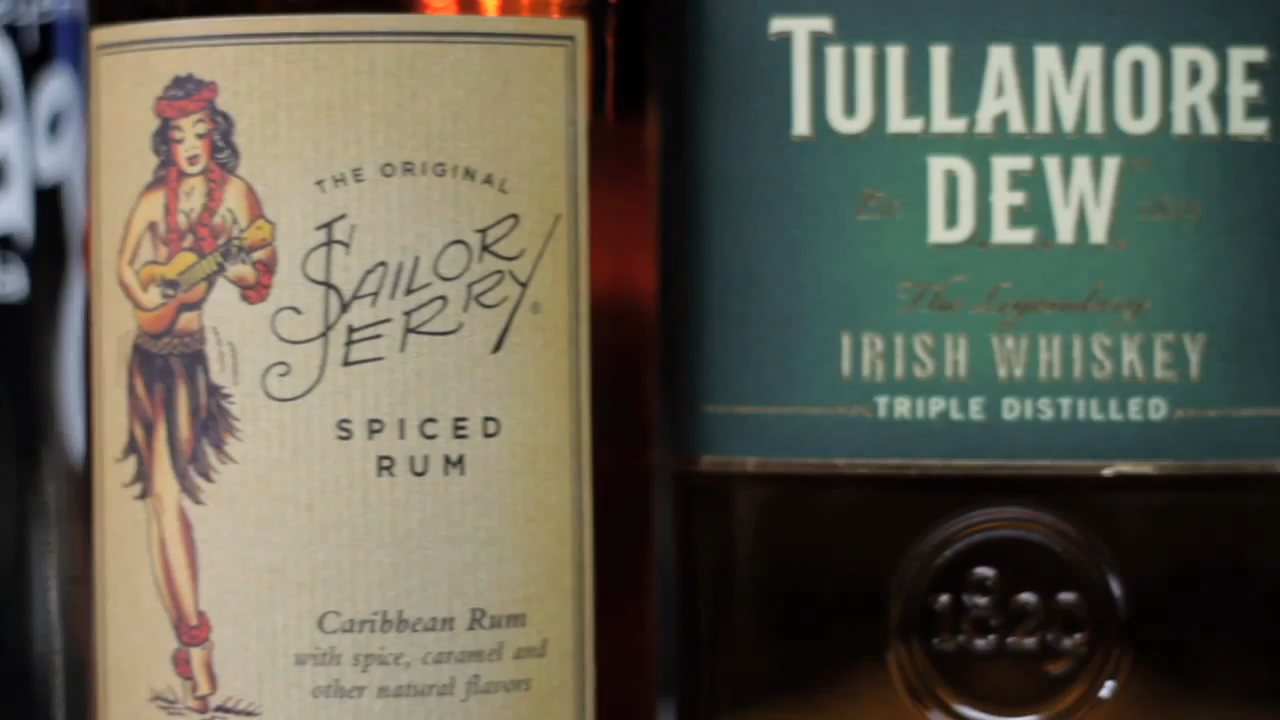 THE ORIGINAL
SAILOR
JERRY
SPICED
RUM
Caribbean Rum
with spice, caramel and
other natural flavors
TULLAMORE
DEW
The Legendary
IRISH WHISKEY
TRIPLE DISTILLED
1829